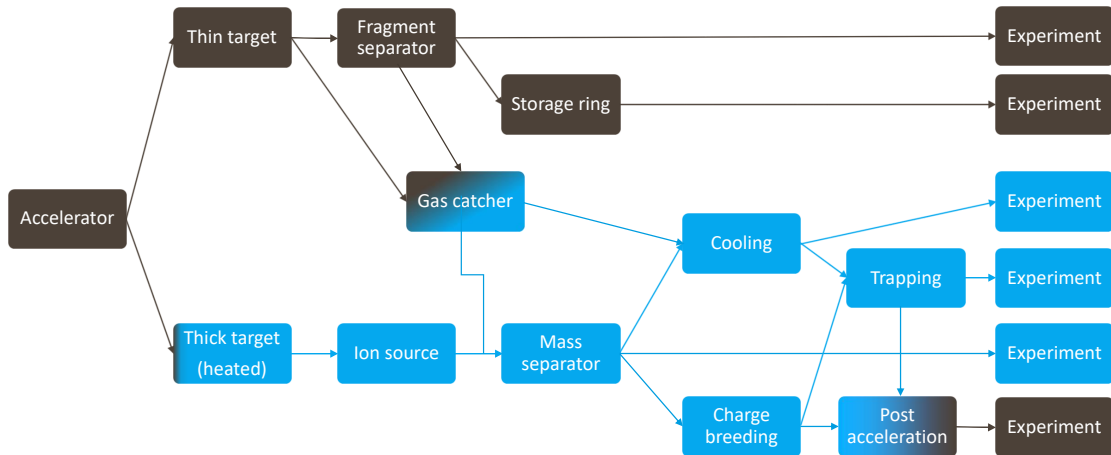 Thin target
Fragment
separator
Experiment
Storage ring
Experiment
Accelerator
Gas catcher
Cooling
Experiment
Trapping
Experiment
Thick target
(heated)
Ion source
Mass
separator
Experiment
Charge
breeding
Post
acceleration
Experiment